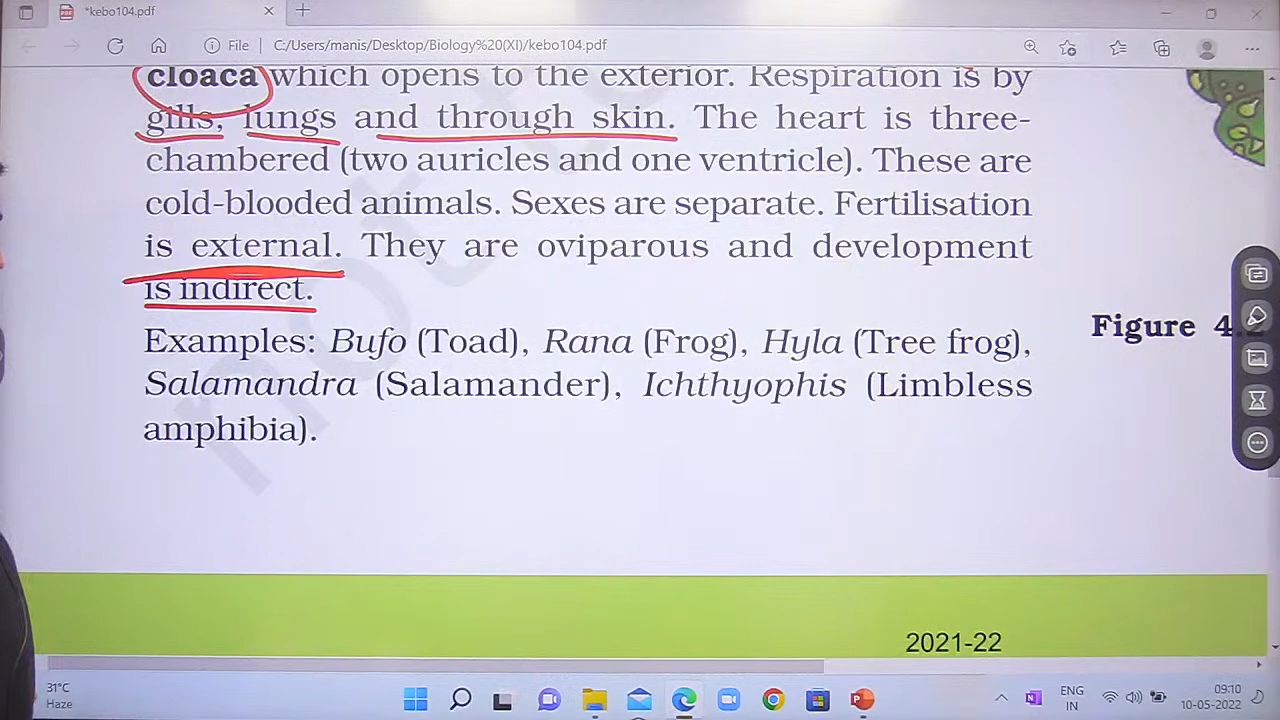 *kebo104.pdf
File | C:/Users/manis/Desktop/Biology%20(XI)/kebo104.pdf
cloaca which opens to the exterior. Respiration is by
gills, lungs and through skin. The heart is three-
chambered (two auricles and one ventricle). These are
cold-blooded animals. Sexes are separate. Fertilisation
is external. They are oviparous and development
is indirect.
Examples: Bufo (Toad), Rana (Frog), Hyla (Tree frog),
Salamandra (Salamander), Ichthyophis (Limbless
amphibia).
Figure 4.
not t
2021-22
31°C
Haze
ENG
IN
09:10
10-05-2022